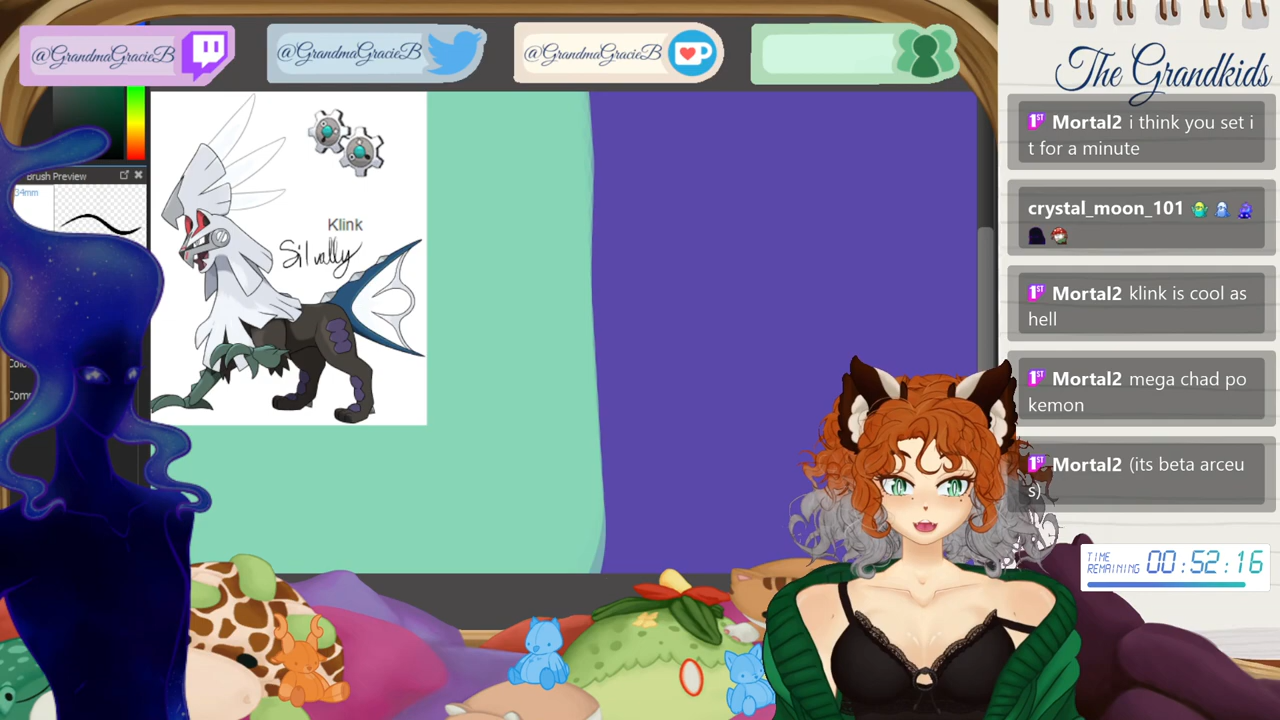 @GrandmaGracieB
@GrandmaGracieB
@GrandmaGracieB
The Grandkids
Brush Preview
34mm
Klink
Silvally
Mortal2 i think you set i
t for a minute
crystal_moon_101
Mortal2 klink is cool as
hell
Mortal2 mega chad po
kemon
Mortal2 (its beta arceu
s)
TIME
REMAINING 00:52:16